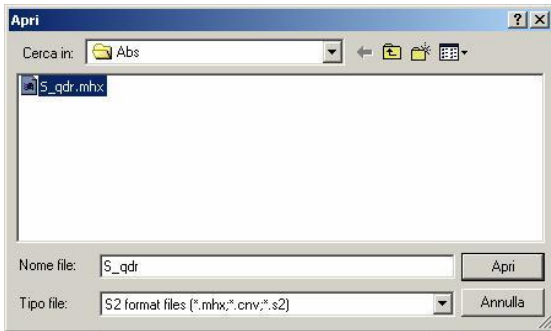 Apri
Cerca in: Abs
S_qdr.mhx
Nome file: S_qdr Apri
Tipo file: S2 format files (*.mhx;*.cnv;*.s2) Annulla